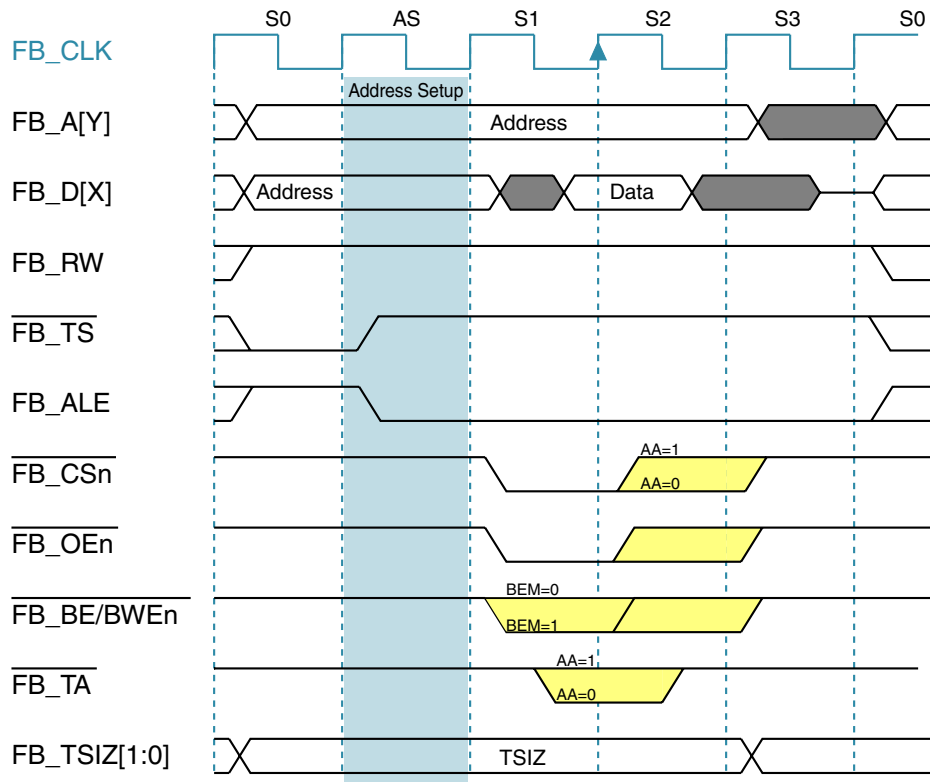 S0 AS S1 S2 S3 S0
FB_CLK
Address Setup
FB_A[Y] Address
FB_D[X] Address Data
FB_RW
FB_TS
FB_ALE
FB_CSn AA=1
AA=0
FB_OEn
BEM=0
FB_BE/BWEn BEM=1
AA=1
FB_TA AA=0
FB_TSIZ[1:0] TSIZ